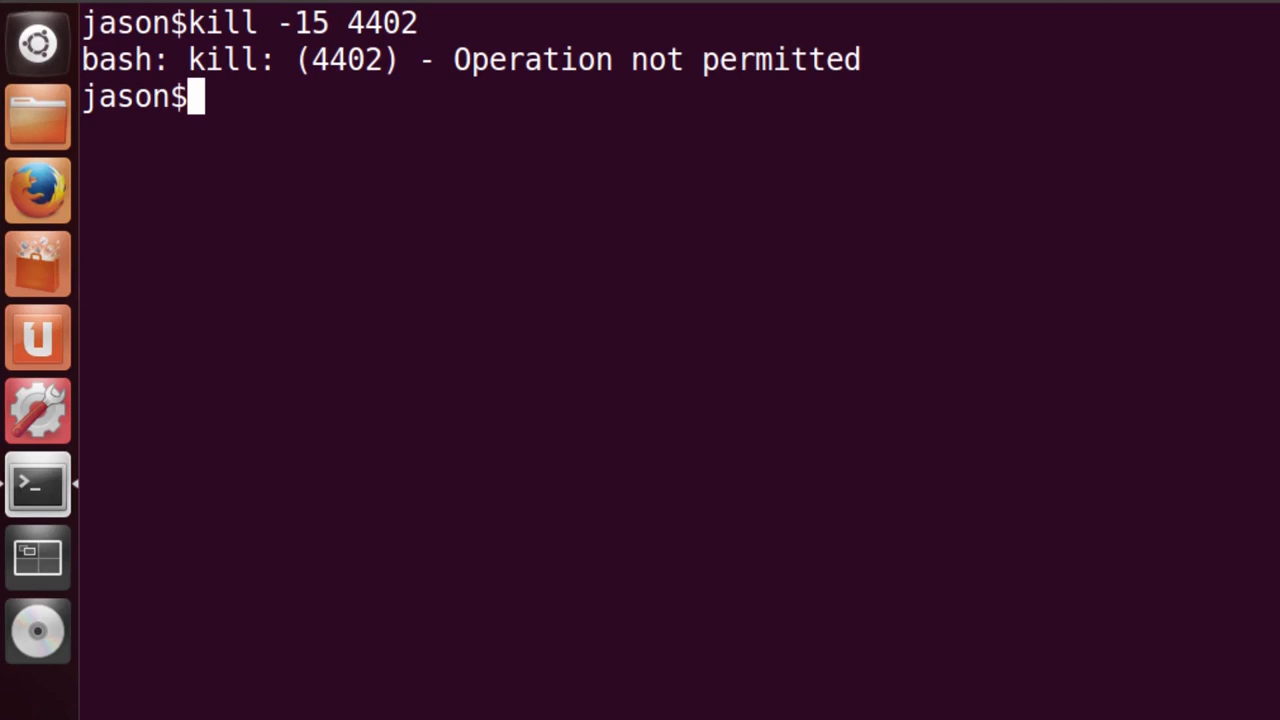 jason$kill -15 4402
bash: kill: (4402) - Operation not permitted
jason$